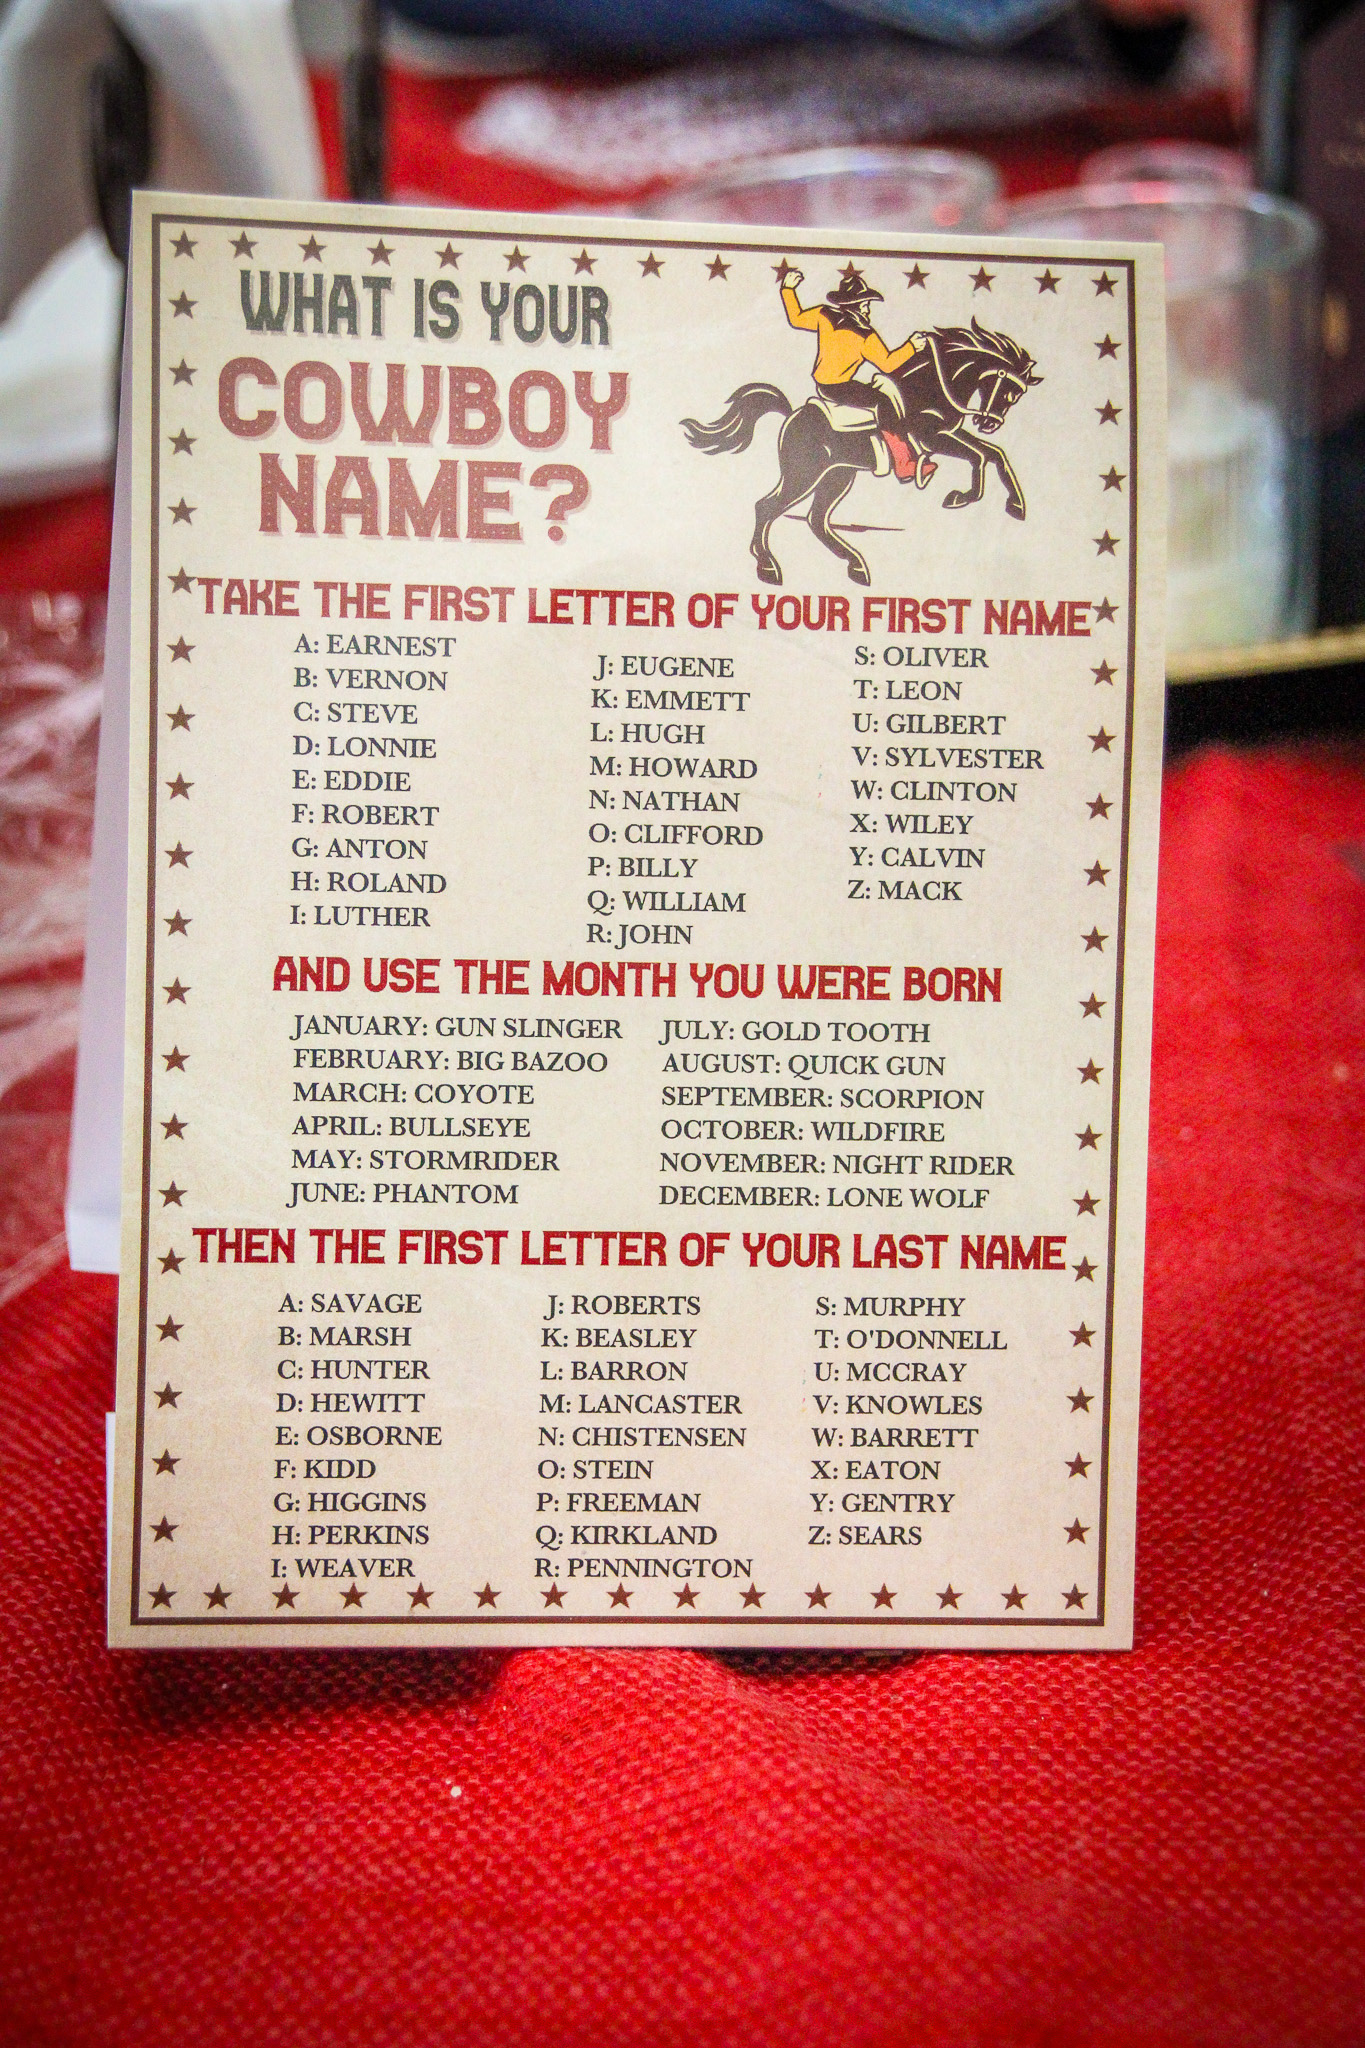 WHAT IS YOUR
COWBOY
NAME?
TAKE THE FIRST LETTER OF YOUR FIRST NAME
A: EARNEST
B: VERNON
C: STEVE
D: LONNIE
E: EDDIE
F: ROBERT
G: ANTON
H: ROLAND
I: LUTHER
J: EUGENE
K: EMMETT
L: HUGH
M: HOWARD
N: NATHAN
O: CLIFFORD
P: BILLY
Q: WILLIAM
R: JOHN
S: OLIVER
T: LEON
U: GILBERT
V: SYLVESTER
W: CLINTON
X: WILEY
Y: CALVIN
Z: MACK
AND USE THE MONTH YOU WERE BORN
JANUARY: GUN SLINGER
FEBRUARY: BIG BAZOO
MARCH: COYOTE
APRIL: BULLSEYE
MAY: STORMRIDER
JUNE: PHANTOM
JULY: GOLD TOOTH
AUGUST: QUICK GUN
SEPTEMBER: SCORPION
OCTOBER: WILDFIRE
NOVEMBER: NIGHT RIDER
DECEMBER: LONE WOLF
THEN THE FIRST LETTER OF YOUR LAST NAME
A: SAVAGE
B: MARSH
C: HUNTER
D: HEWITT
E: OSBORNE
F: KIDD
G: HIGGINS
H: PERKINS
I: WEAVER
J: ROBERTS
K: BEASLEY
L: BARRON
M: LANCASTER
N: CHISTENSEN
O: STEIN
P: FREEMAN
Q: KIRKLAND
R: PENNINGTON
S: MURPHY
T: O'DONNELL
U: MCCRAY
V: KNOWLES
W: BARRETT
X: EATON
Y: GENTRY
Z: SEARS